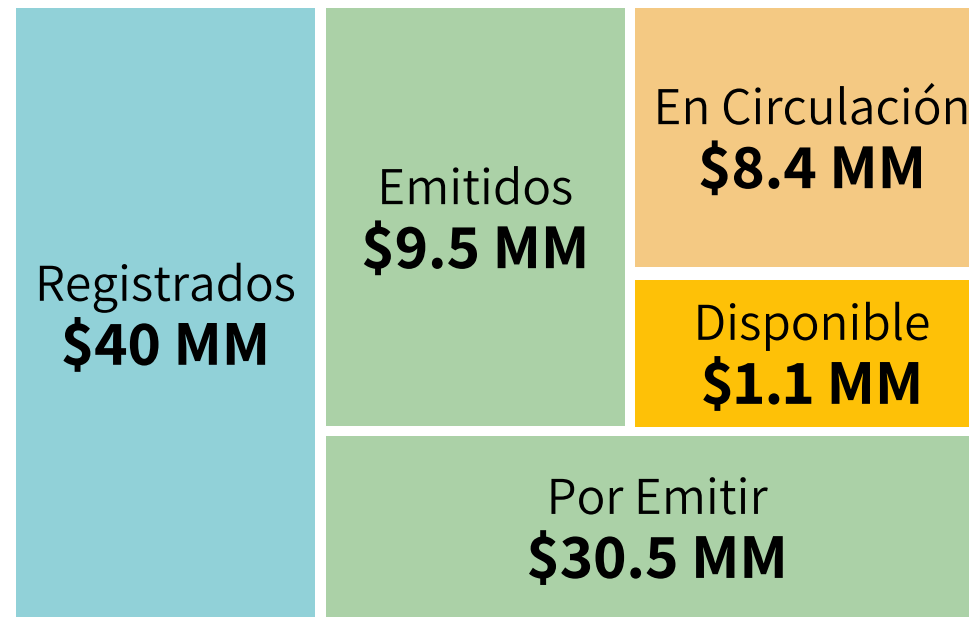 Registrados
$40 MM
Emitidos
$9.5 MM
En Circulación
$8.4 MM
Disponible
$1.1 MM
Por Emitir
$30.5 MM